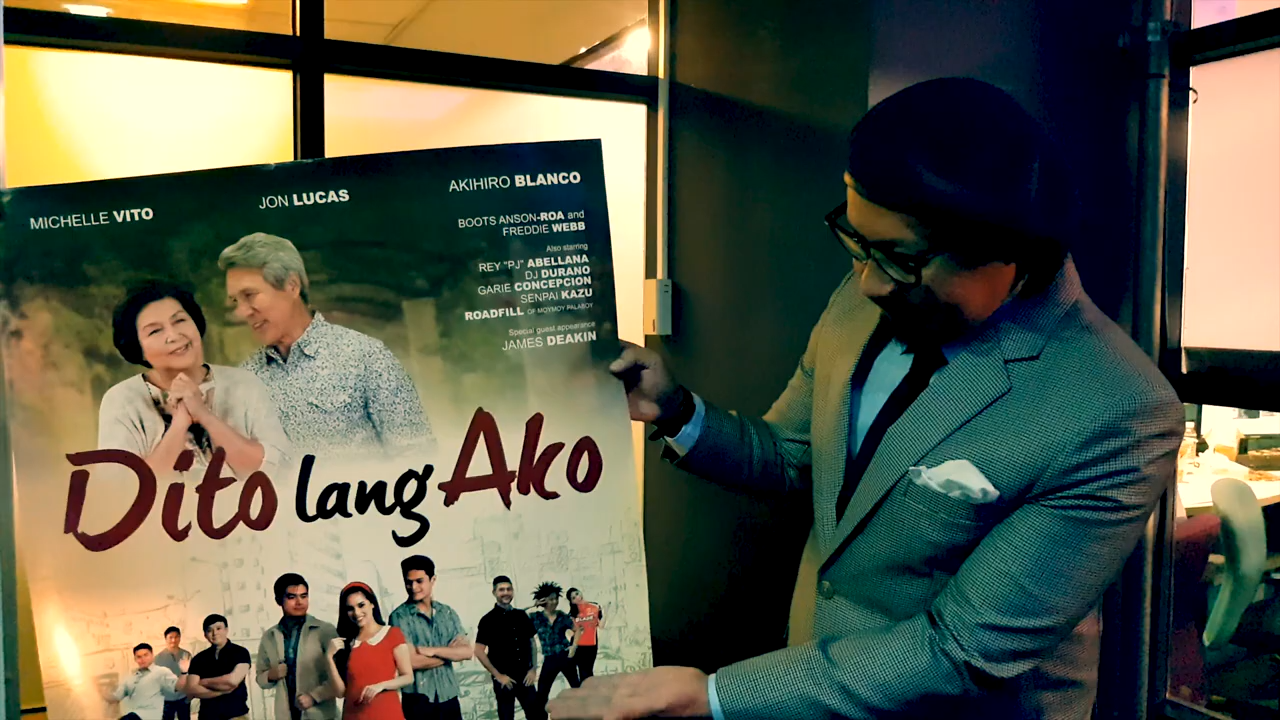 MICHELLE VITO
JON LUCAS
AKIHIRO BLANCO
BOOTS ANSON-ROA and
FREDDIE WEBB
Also starring
REY "PJ" ABELLANA
DJ DURANO
GARIE CONCEPCION
SENPAI KAZU
ROADFILL OF MOYMOY PALABOY
Special guest appearance
JAMES DEAKIN
Dito lang Ako